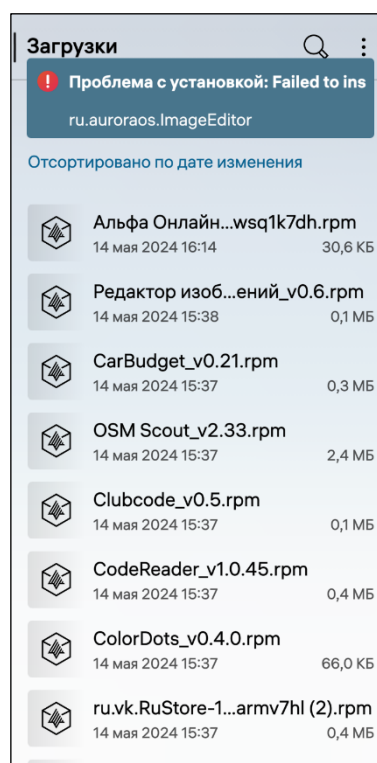 Загрузки
Проблема с установкой: Failed to ins
ru.auroraos.ImageEditor
Отсортировано по дате изменения
Альфа Онлайн...wsq1k7dh.rpm
14 мая 2024 16:14 30,6 КБ
Редактор изоб...ений_v0.6.rpm
14 мая 2024 15:38 0,1 МБ
CarBudget_v0.21.rpm
14 мая 2024 15:37 0,3 МБ
OSM Scout_v2.33.rpm
14 мая 2024 15:37 2,4 МБ
Clubcode_v0.5.rpm
14 мая 2024 15:37 0,1 МБ
CodeReader_v1.0.45.rpm
14 мая 2024 15:37 0,4 МБ
ColorDots_v0.4.0.rpm
14 мая 2024 15:37 66,0 КБ
ru.vk.RuStore-1...armv7hl (2).rpm
14 мая 2024 15:37 0,4 МБ